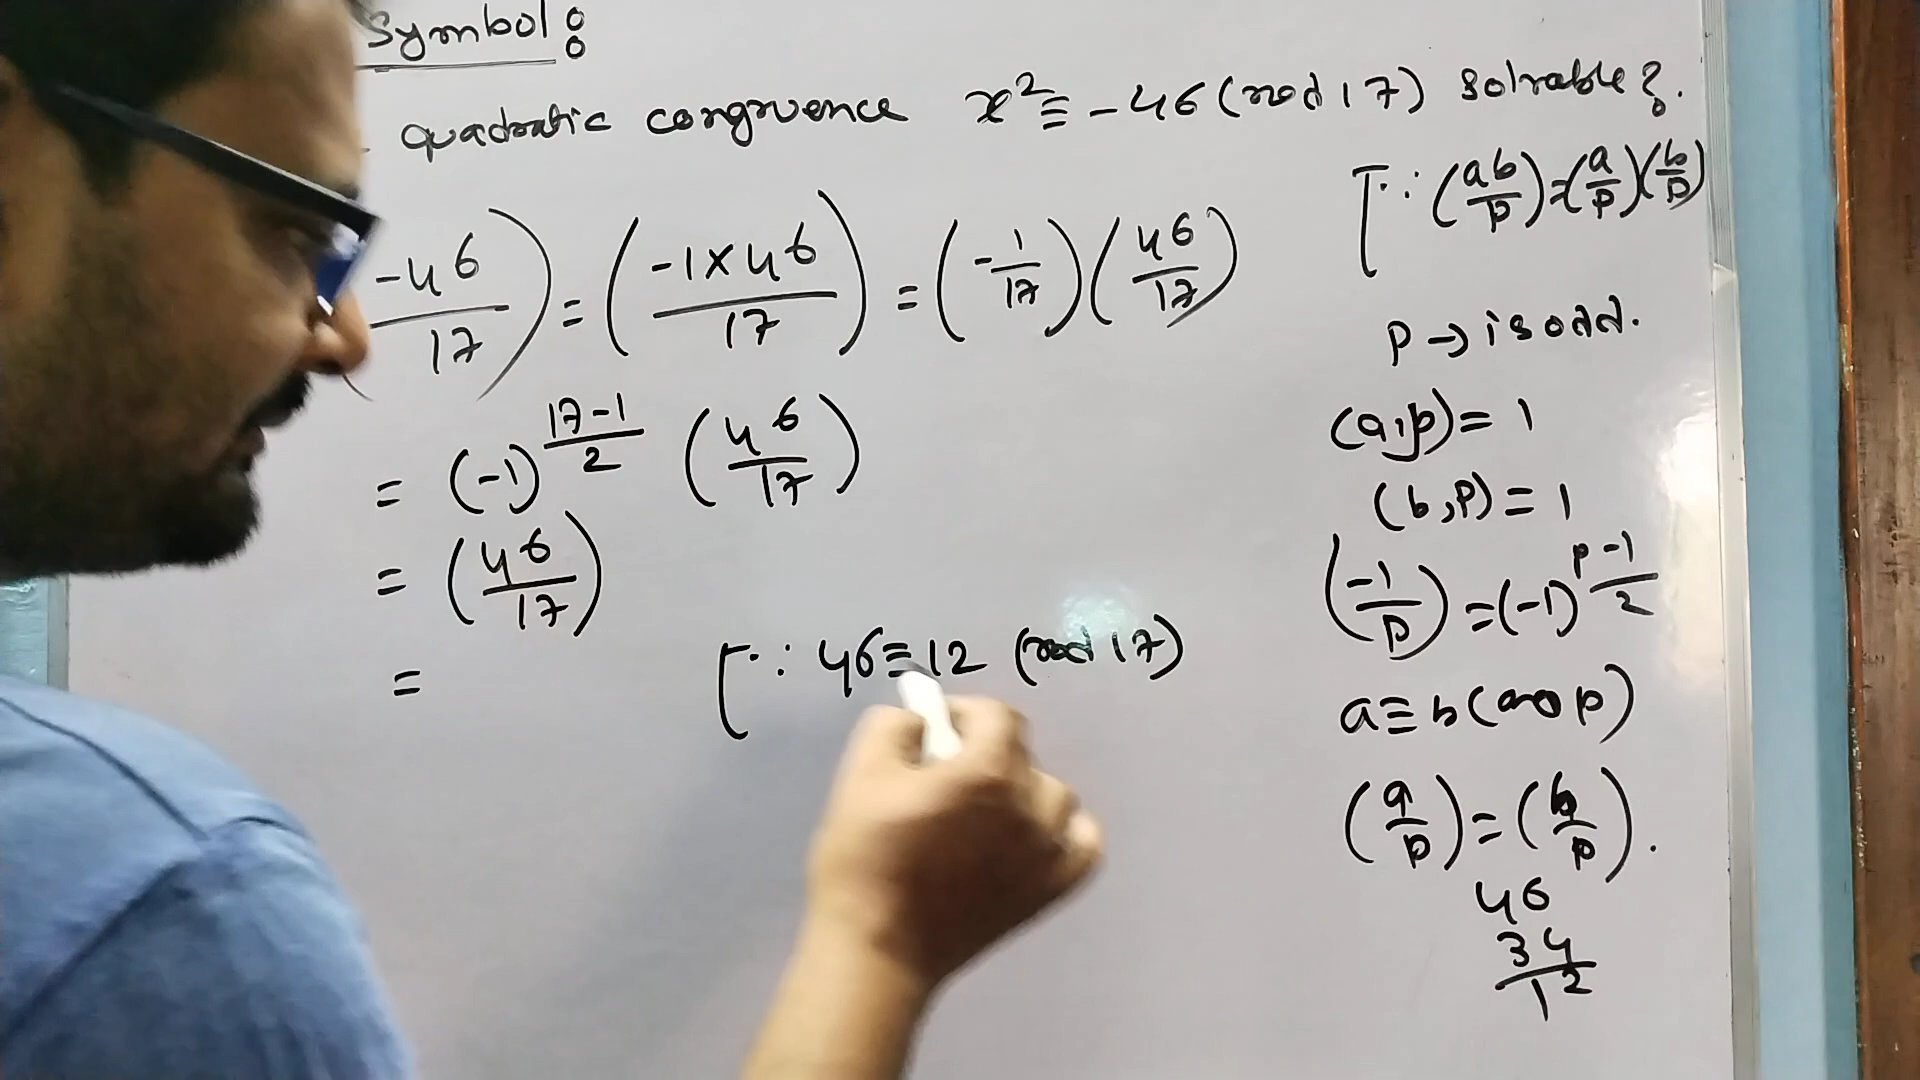 Symbol :
quadratic congruence x² ≡ -46 (mod 17) solvable ?.
(-46/17) = (-1×46/17) = (-1/17)(46/17)
= (-1)^(17-1/2) (46/17)
= (46/17)
=
[∵ 46 ≡ 12 (mod 17)
[∵ (ab/p) = (a/p)(b/p)
p → is odd.
(a,p) = 1
(b,p) = 1
(-1/p) = (-1)^(p-1/2)
a ≡ b (mo p)
(a/p) = (b/p).
46
34
12